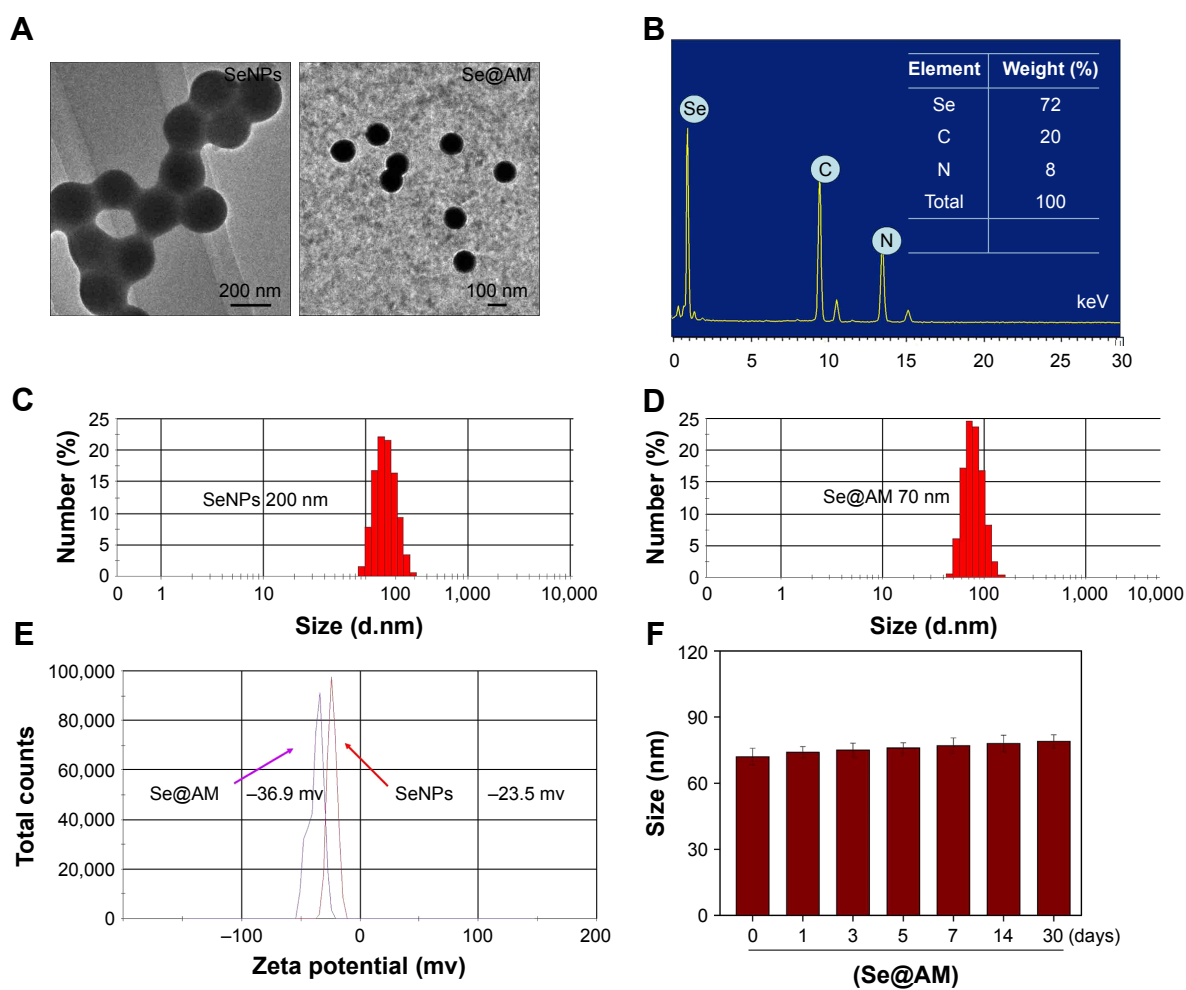 A
SeNPs
200 nm
Se@AM
100 nm
B
Element Weight (%)
Se 72
C 20
N 8
Total 100
Se
C
N
keV
0 5 10 15 20 25 30
C
Number (%)
25
20
15
10
5
0
SeNPs 200 nm
0 1 10 100 1,000 10,000
Size (d.nm)
D
Number (%)
25
20
15
10
5
0
Se@AM 70 nm
0 1 10 100 1,000 10,000
Size (d.nm)
E
Total counts
100,000
80,000
60,000
40,000
20,000
0
Se@AM –36.9 mv
SeNPs –23.5 mv
–100 0 100 200
Zeta potential (mv)
F
Size (nm)
120
90
60
30
0
0 1 3 5 7 14 30 (days)
(Se@AM)